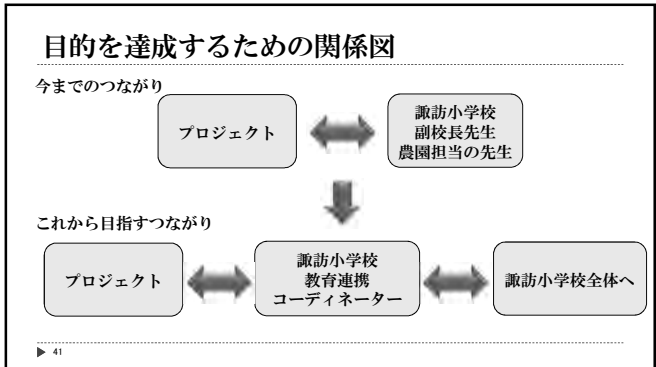 目的を達成するための関係図
今までのつながり
プロジェクト
諏訪小学校
副校長先生
農園担当の先生
これから目指すつながり
プロジェクト
諏訪小学校
教育連携
コーディネーター
諏訪小学校全体へ
41